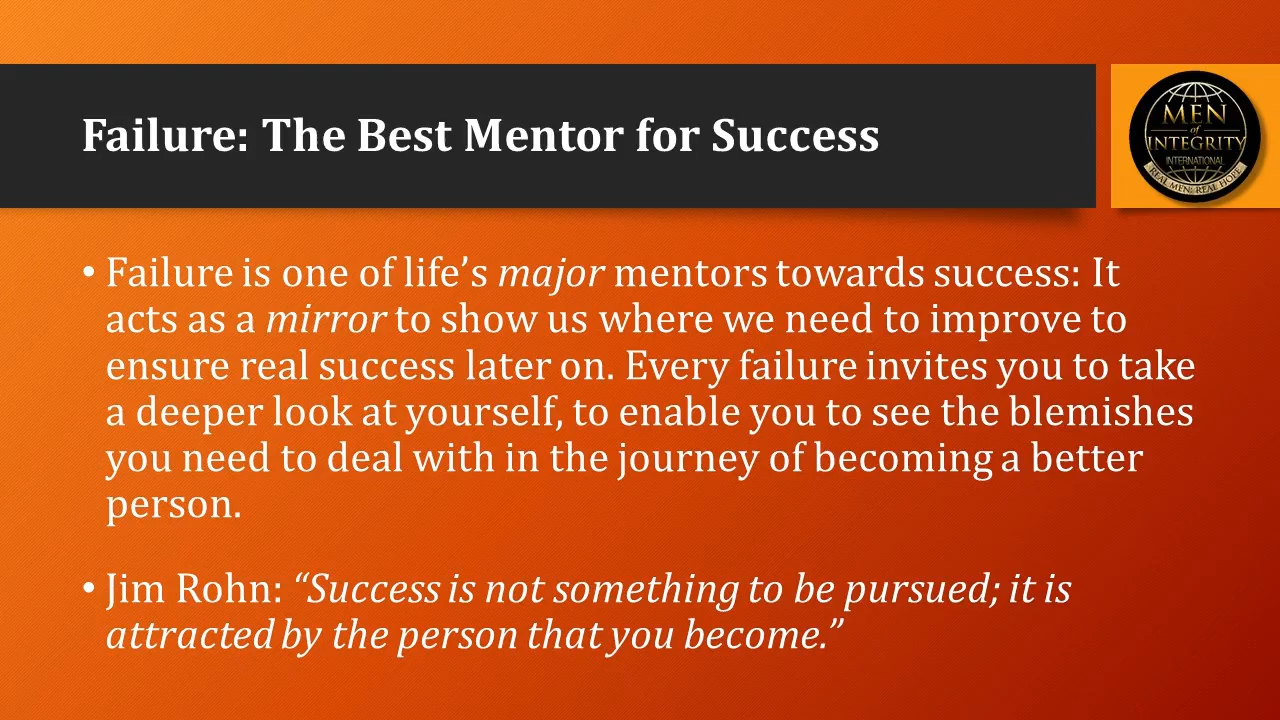 Failure: The Best Mentor for Success
MEN
of
INTEGRITY
INTERNATIONAL
REAL MEN: REAL HOPE
• Failure is one of life’s major mentors towards success: It
acts as a mirror to show us where we need to improve to
ensure real success later on. Every failure invites you to take
a deeper look at yourself, to enable you to see the blemishes
you need to deal with in the journey of becoming a better
person.
• Jim Rohn: “Success is not something to be pursued; it is
attracted by the person that you become.”